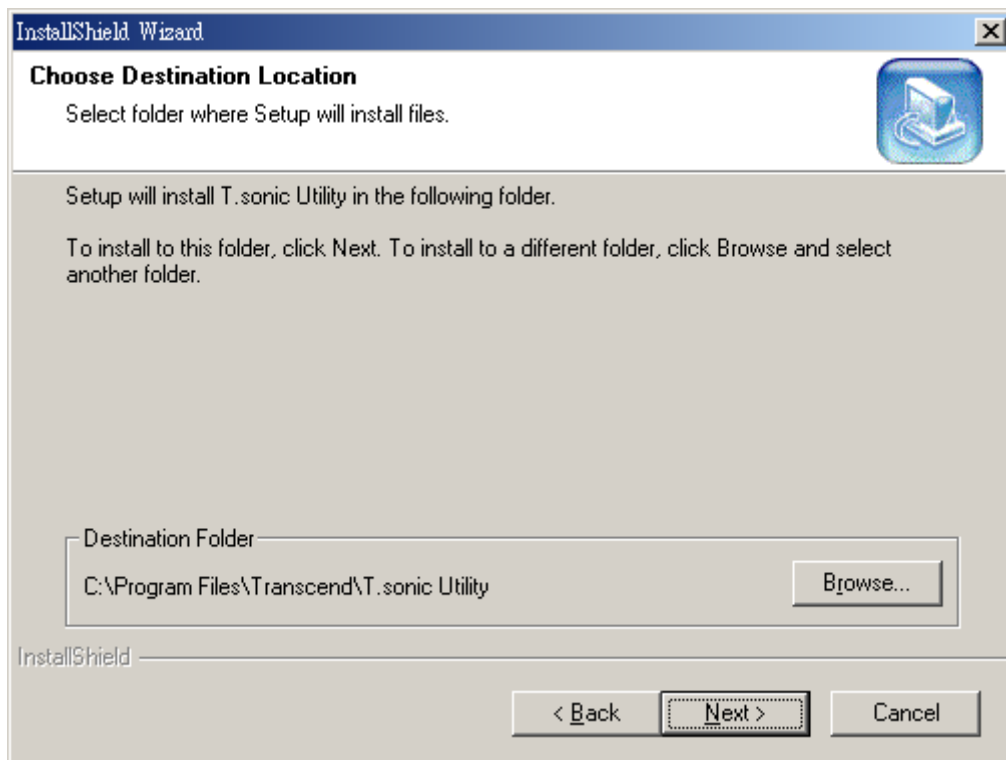 InstallShield Wizard
Choose Destination Location
Select folder where Setup will install files.
Setup will install T.sonic Utility in the following folder.
To install to this folder, click Next. To install to a different folder, click Browse and select
another folder.
Destination Folder
C:\Program Files\Transcend\T.sonic Utility
Browse...
InstallShield
< Back
Next >
Cancel